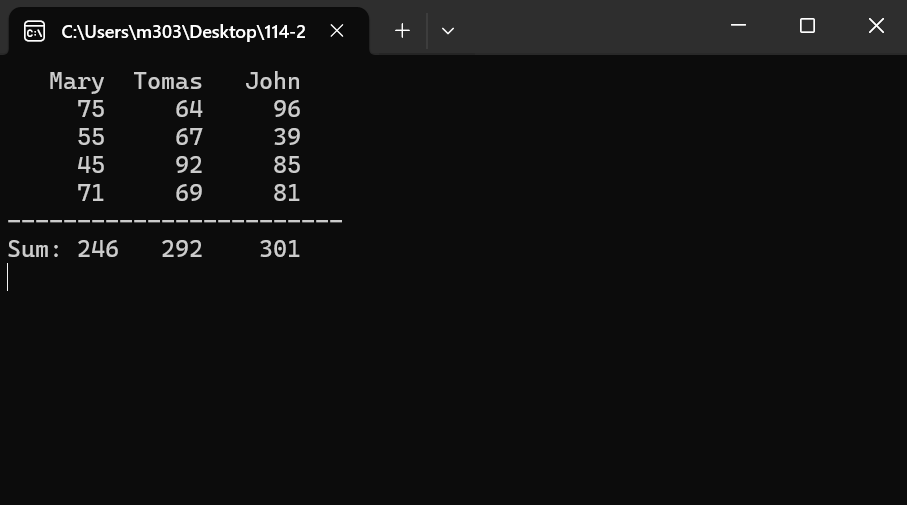 C:\Users\m303\Desktop\114-2
Mary  Tomas   John
75     64     96
55     67     39
45     92     85
71     69     81
------------------------
Sum: 246   292    301